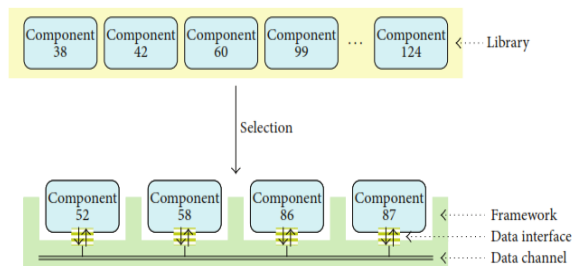 Component Component Component Component Component
38 42 60 99 ... 124
Library
Selection
Component Component Component Component
52 58 86 87
Framework
Data interface
Data channel